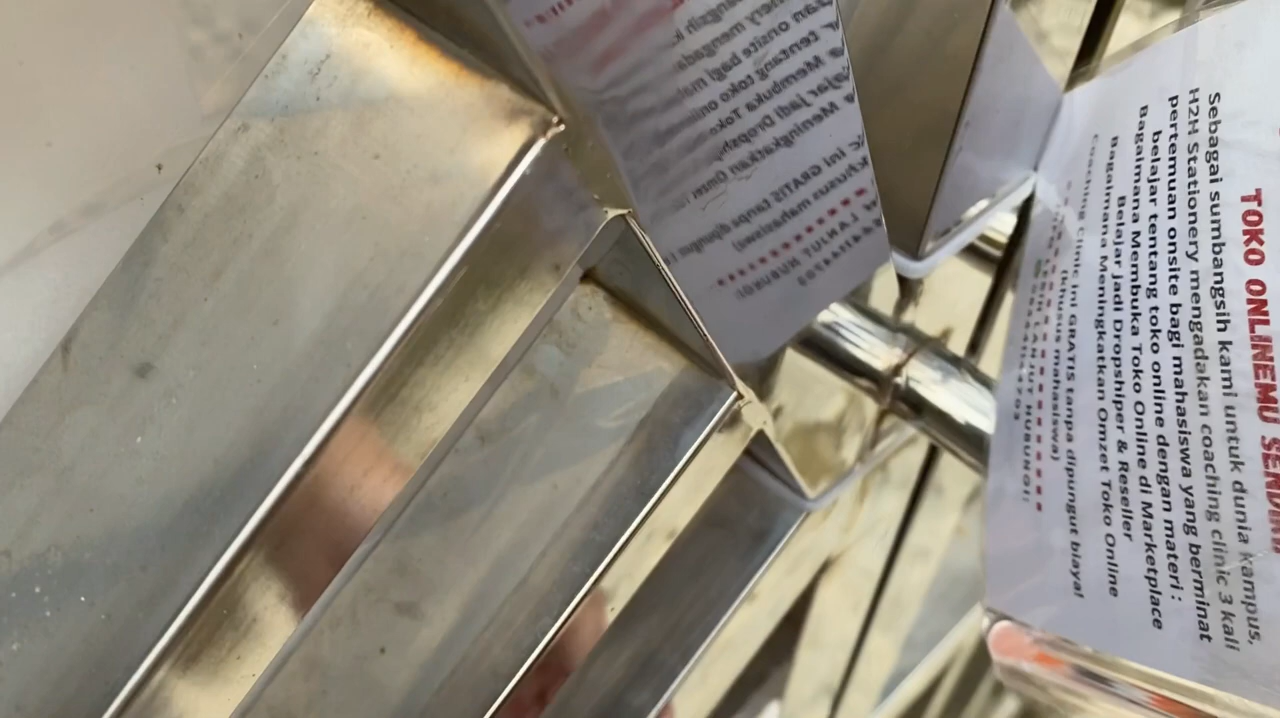 TOKO ONLINEMU SENDIRI
Sebagai sumbangsih kami untuk dunia kampus,
H2H Stationery mengadakan coaching clinic 3 kali
pertemuan onsite bagi mahasiswa yang berminat
belajar tentang toko online dengan materi :
Bagaimana Membuka Toko Online di Marketplace
Belajar jadi Dropshiper & Reseller
Bagaimana Meningkatkan Omzet Toko Online
Coaching Clinic ini GRATIS tanpa dipungut biaya!
(khusus mahasiswa)
LANJUT HUBUNGI: